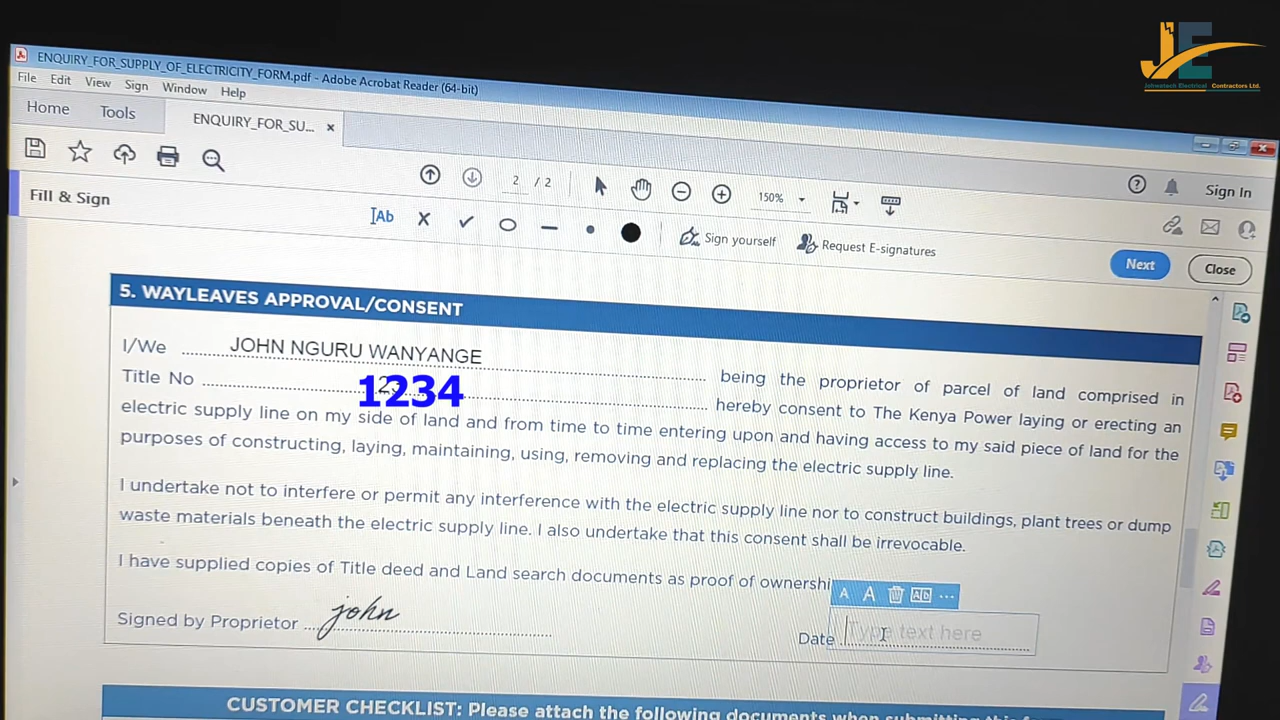 JE
Johwatech Electrical Contractors Ltd.
ENQUIRY_FOR_SUPPLY_OF_ELECTRICITY_FORM.pdf - Adobe Acrobat Reader (64-bit)
File Edit View Sign Window Help
Home Tools ENQUIRY_FOR_SU... ×
2 / 2 150% Sign In
Fill & Sign
Ab Sign yourself Request E-signatures Next Close
5. WAYLEAVES APPROVAL/CONSENT
I/We JOHN NGURU WANYANGE being the proprietor of parcel of land comprised in
Title No 1234 hereby consent to The Kenya Power laying or erecting an
electric supply line on my side of land and from time to time entering upon and having access to my said piece of land for the
purposes of constructing, laying, maintaining, using, removing and replacing the electric supply line.
I undertake not to interfere or permit any interference with the electric supply line nor to construct buildings, plant trees or dump
waste materials beneath the electric supply line. I also undertake that this consent shall be irrevocable.
I have supplied copies of Title deed and Land search documents as proof of ownershi
A A AB ...
Signed by Proprietor john Date Type text here
CUSTOMER CHECKLIST: Please attach the following documents when submitting this